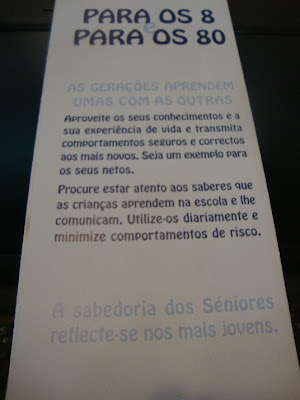 PARA OS 8
e
PARA OS 80
AS GERAÇÕES APRENDEM
UMAS COM AS OUTRAS
Aproveite os seus conhecimentos e a
sua experiência de vida e transmita
comportamentos seguros e correctos
aos mais novos. Seja um exemplo para
os seus netos.
Procure estar atento aos saberes que
as crianças aprendem na escola e lhe
comunicam. Utilize-os diariamente e
minimize comportamentos de risco.
A sabedoria dos Séniores
reflecte-se nos mais jovens.